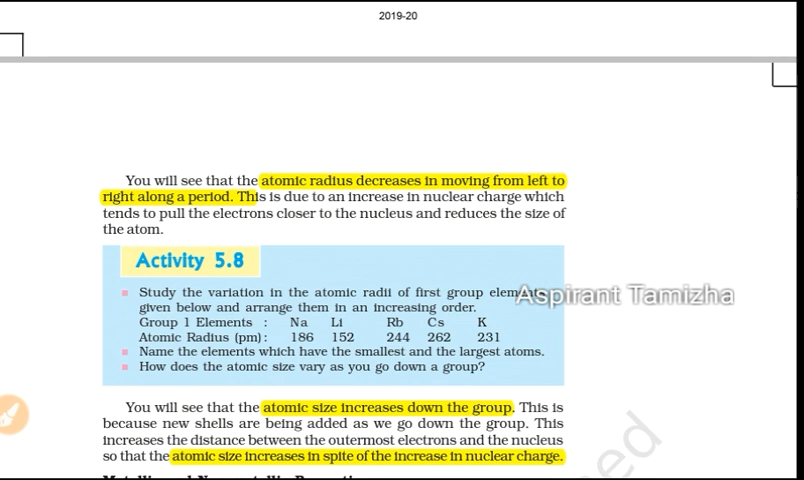 2019-20
You will see that the atomic radius decreases in moving from left to
right along a period. This is due to an increase in nuclear charge which
tends to pull the electrons closer to the nucleus and reduces the size of
the atom.
Activity 5.8
Study the variation in the atomic radii of first group elements
given below and arrange them in an increasing order.
Group 1 Elements : Na Li Rb Cs K
Atomic Radius (pm): 186 152 244 262 231
Name the elements which have the smallest and the largest atoms.
How does the atomic size vary as you go down a group?
Aspirant Tamizha
You will see that the atomic size increases down the group. This is
because new shells are being added as we go down the group. This
increases the distance between the outermost electrons and the nucleus
so that the atomic size increases in spite of the increase in nuclear charge.
ed